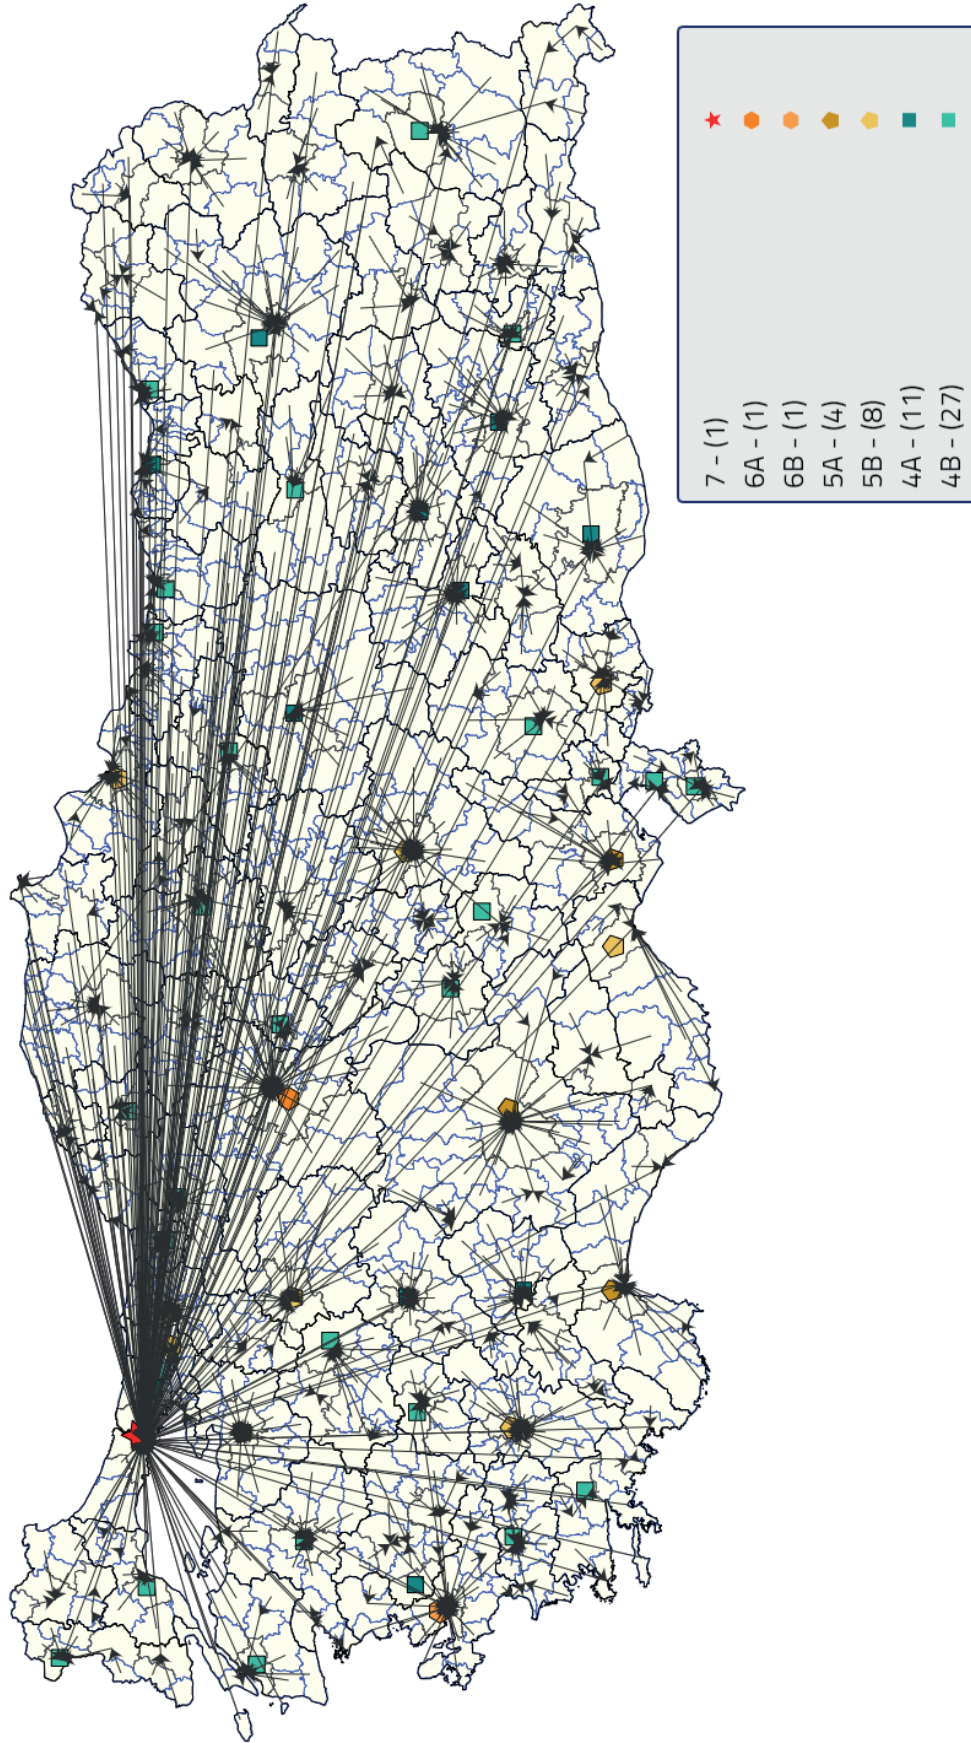 7 - (1)
6A - (1)
6B - (1)
5A - (4)
5B - (8)
4A - (11)
4B - (27)